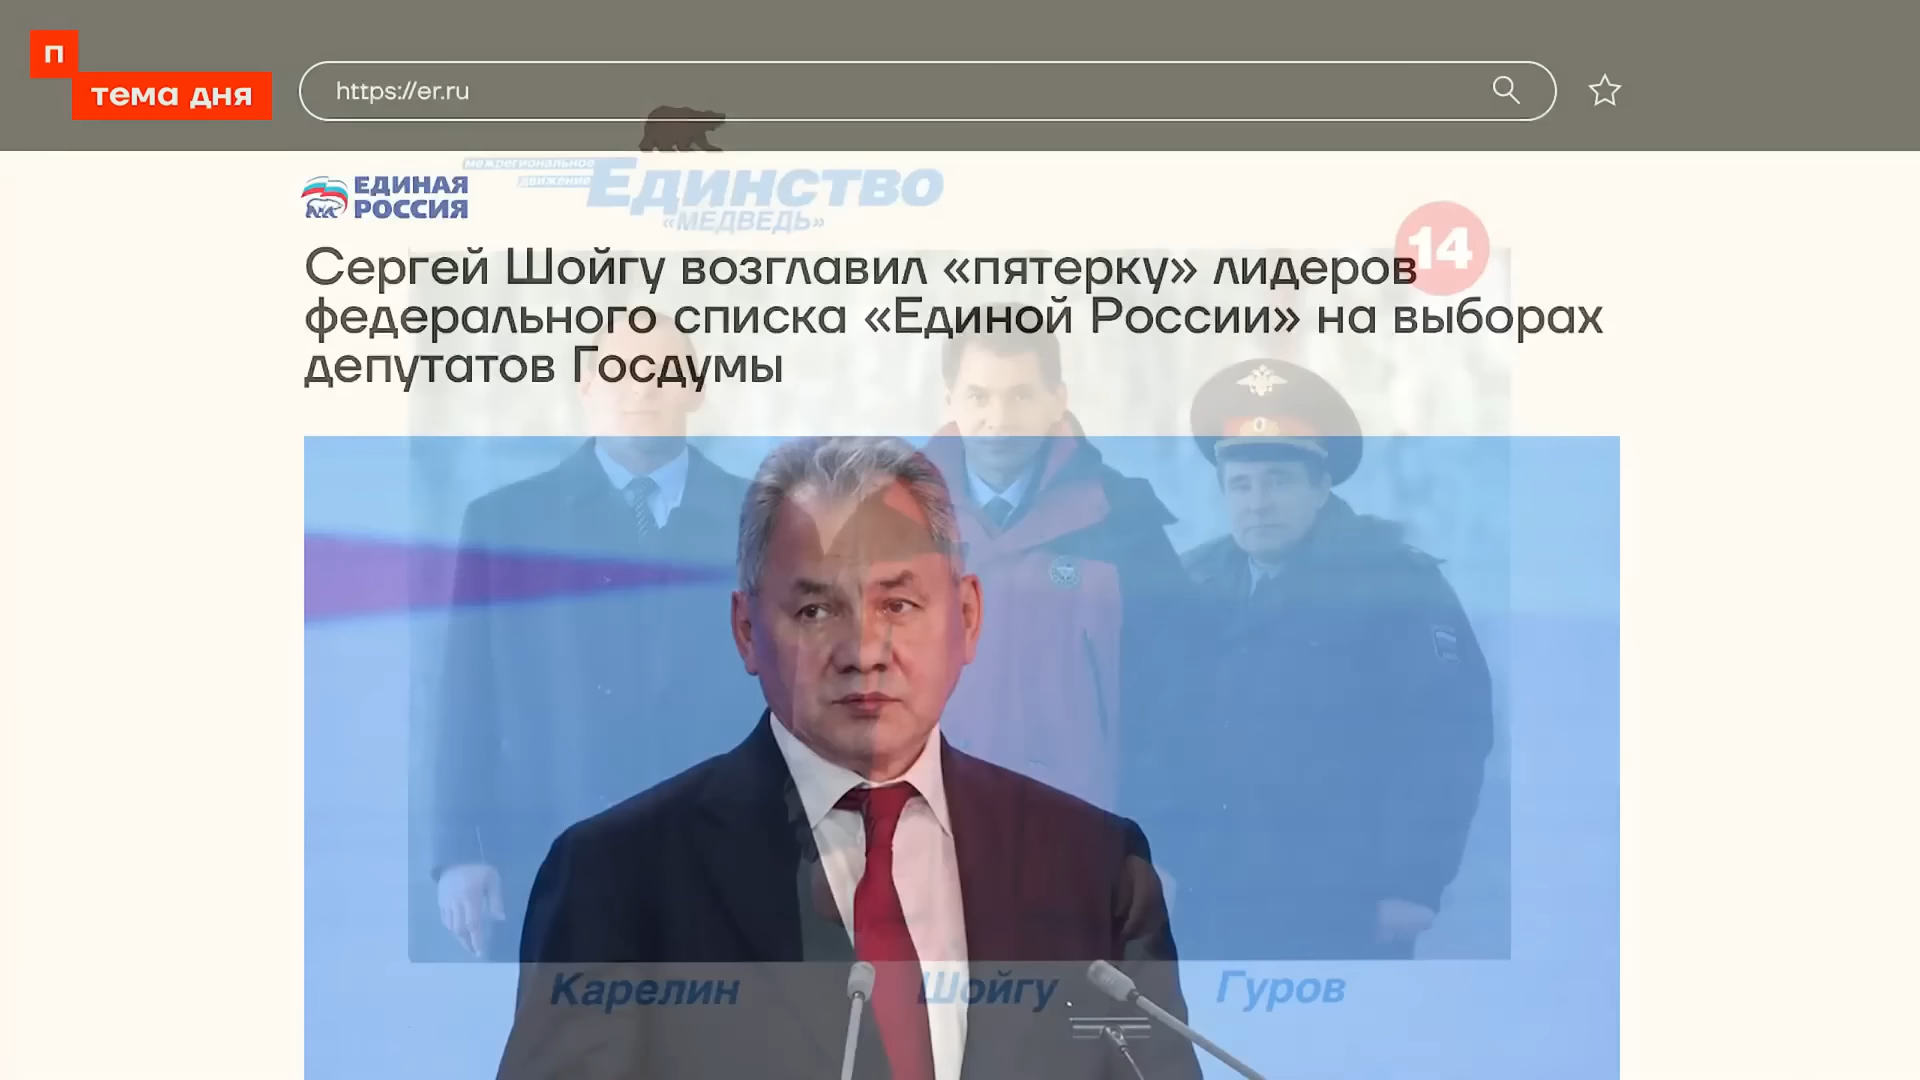 п
тема дня
https://er.ru
межрегиональное
движение
Единство
«МЕДВЕДЬ»
ЕДИНАЯ
РОССИЯ
14
Сергей Шойгу возглавил «пятерку» лидеров
федерального списка «Единой России» на выборах
депутатов Госдумы
Карелин
Шойгу
Гуров